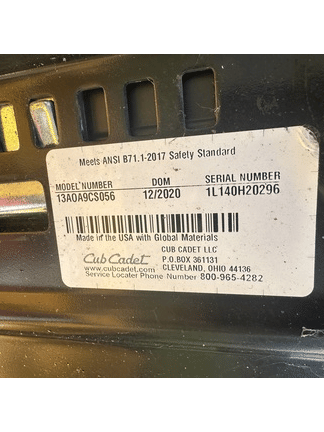 Meets ANSI B71.1-2017 Safety Standard
MODEL NUMBER DOM SERIAL NUMBER
13A0A9CS056 12/2020 1L140H20296
Made in the USA with Global Materials
Cub Cadet CUB CADET LLC
P.O.BOX 361131
www.cubcadet.com CLEVELAND, OHIO 44136
Service Locater Phone Number 800-965-4282